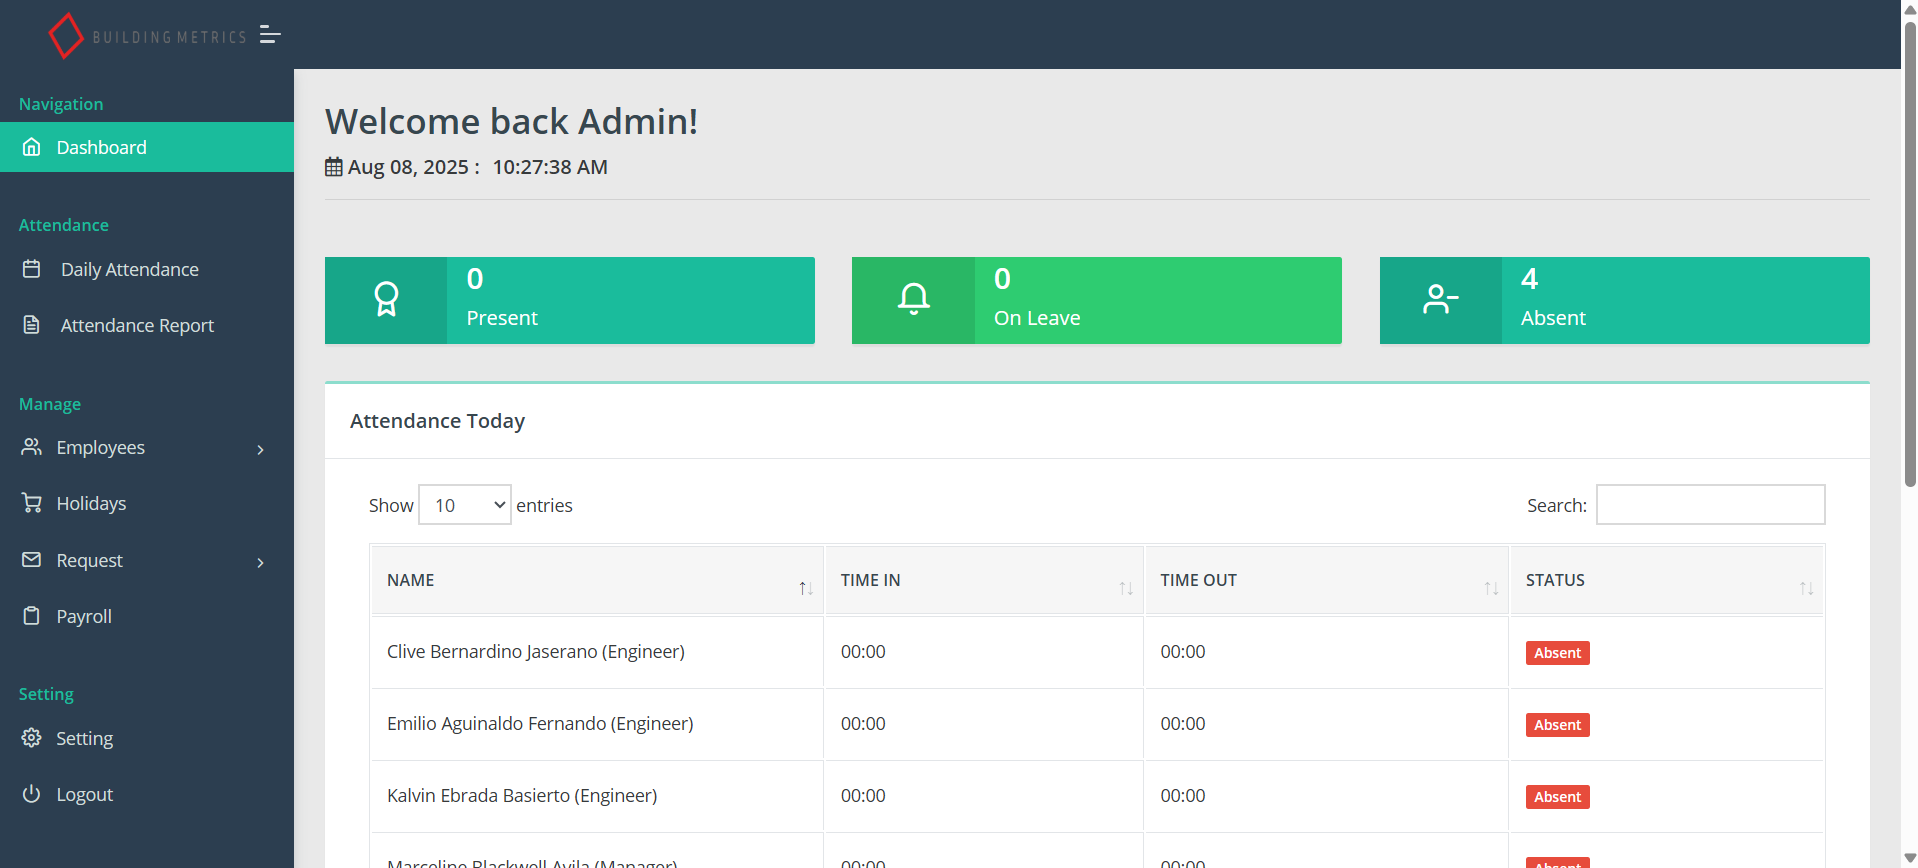 BUILDING METRICS
Navigation
Dashboard
Attendance
Daily Attendance
Attendance Report
Manage
Employees
Holidays
Request
Payroll
Setting
Setting
Logout
Welcome back Admin!
Aug 08, 2025 : 10:27:38 AM
0
Present
0
On Leave
4
Absent
Attendance Today
Show 10 entries
Search:
NAME TIME IN TIME OUT STATUS
Clive Bernardino Jaserano (Engineer) 00:00 00:00 Absent
Emilio Aguinaldo Fernando (Engineer) 00:00 00:00 Absent
Kalvin Ebrada Basierto (Engineer) 00:00 00:00 Absent
Marceline Blackwell Avila (Manager) 00:00 00:00 Absent